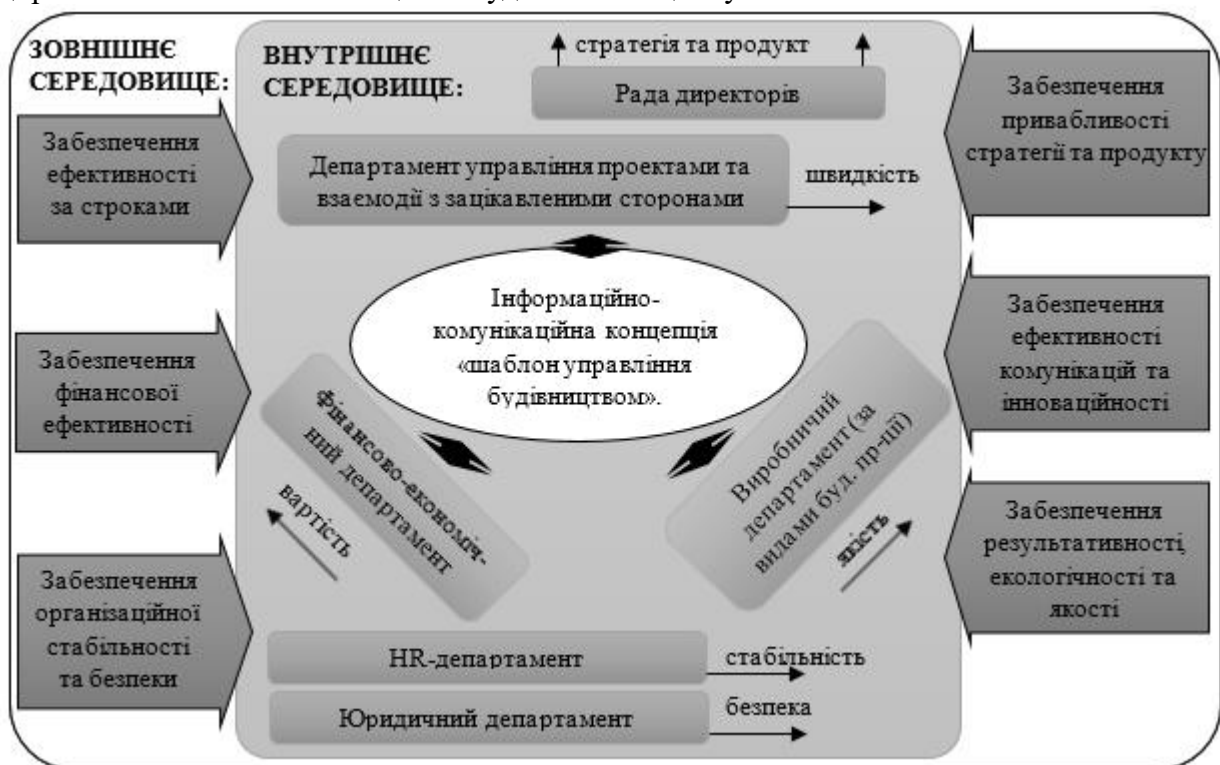 ЗОВНІШНЄ
СЕРЕДОВИЩЕ:
Забезпечення
ефективності
за строками
Забезпечення
фінансової
ефективності
Забезпечення
організаційної
стабільності
та безпеки
ВНУТРІШНЄ
СЕРЕДОВИЩЕ:
стратегія та продукт
Рада директорів
Департамент управління проектами та
взаємодії з зацікавленими сторонами
швидкість
Інформаційно-
комунікаційна концепція
«шаблон управління
будівництвом».
фінансово-економіч-
ний департамент
вартість
Виробничий
департамент (за
видами буд. пр-ції)
якість
HR-департамент
стабільність
Юридичний департамент
безпека
Забезпечення
привабливості
стратегії та продукту
Забезпечення
ефективності
комунікацій та
інноваційності
Забезпечення
результативності,
екологічності та
якості